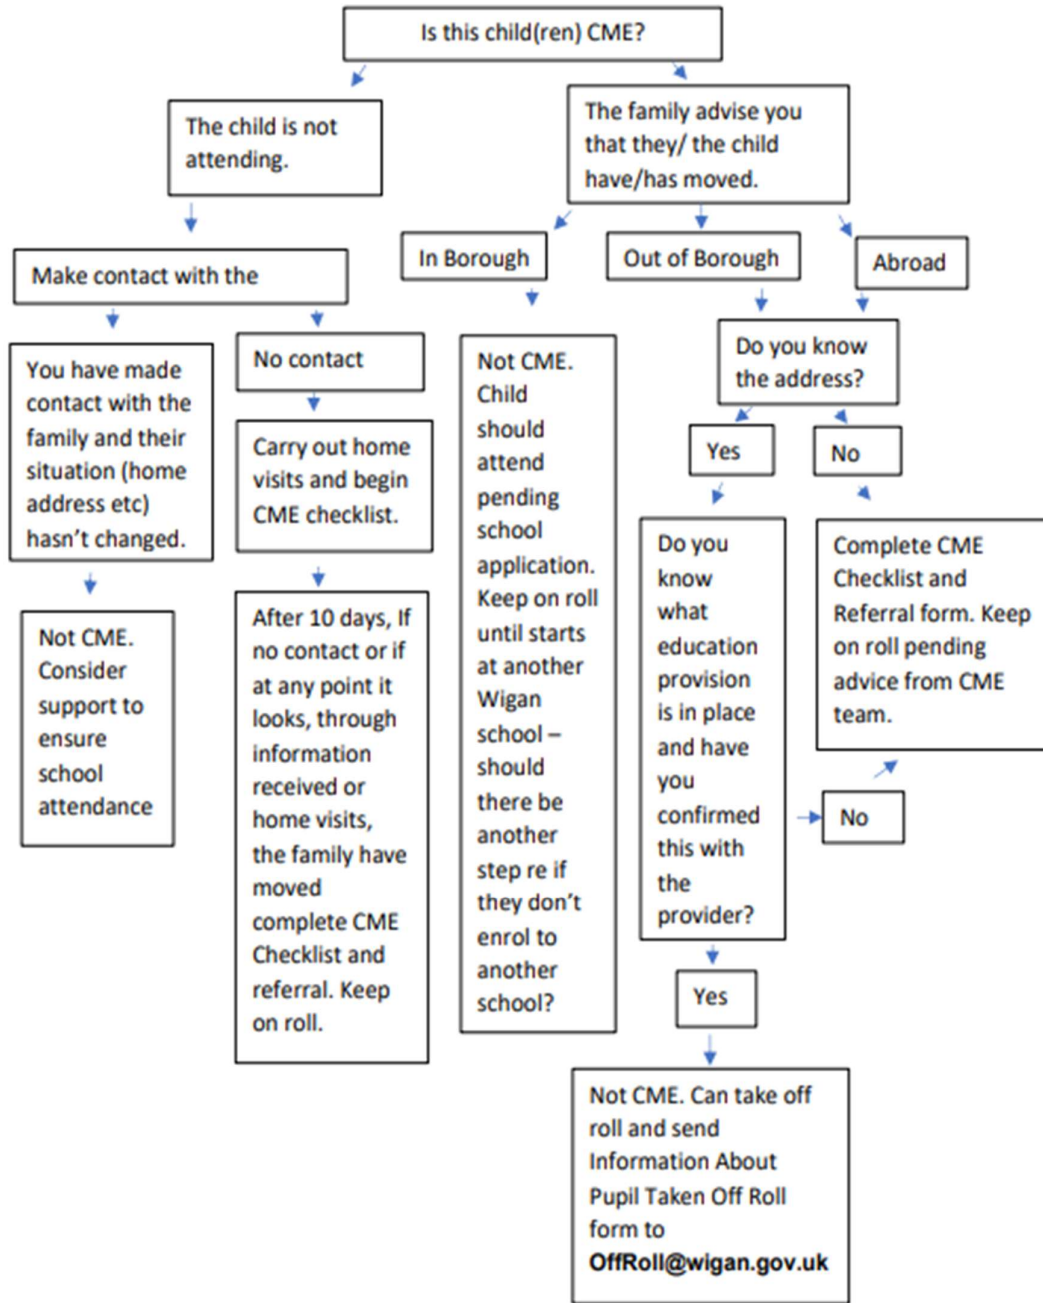 Is this child(ren) CME?
The child is not
attending.
The family advise you
that they/ the child
have/has moved.
Make contact with the
In Borough
Out of Borough
Abroad
You have made
contact with the
family and their
situation (home
address etc)
hasn't changed.
No contact
Carry out home
visits and begin
CME checklist.
Not CME.
Consider
support to
ensure
school
attendance
After 10 days, If
no contact or if
at any point it
looks, through
information
received or
home visits,
the family have
moved
complete CME
Checklist and
referral. Keep
on roll.
Not CME.
Child
should
attend
pending
school
application.
Keep on roll
until starts
at another
Wigan
school –
should
there be
another
step re if
they don't
enrol to
another
school?
Do you know
the address?
Yes
No
Do you
know
what
education
provision
is in place
and have
you
confirmed
this with
the
provider?
Complete CME
Checklist and
Referral form. Keep
on roll pending
advice from CME
team.
No
Yes
Not CME. Can take off
roll and send
Information About
Pupil Taken Off Roll
form to
OffRoll@wigan.gov.uk